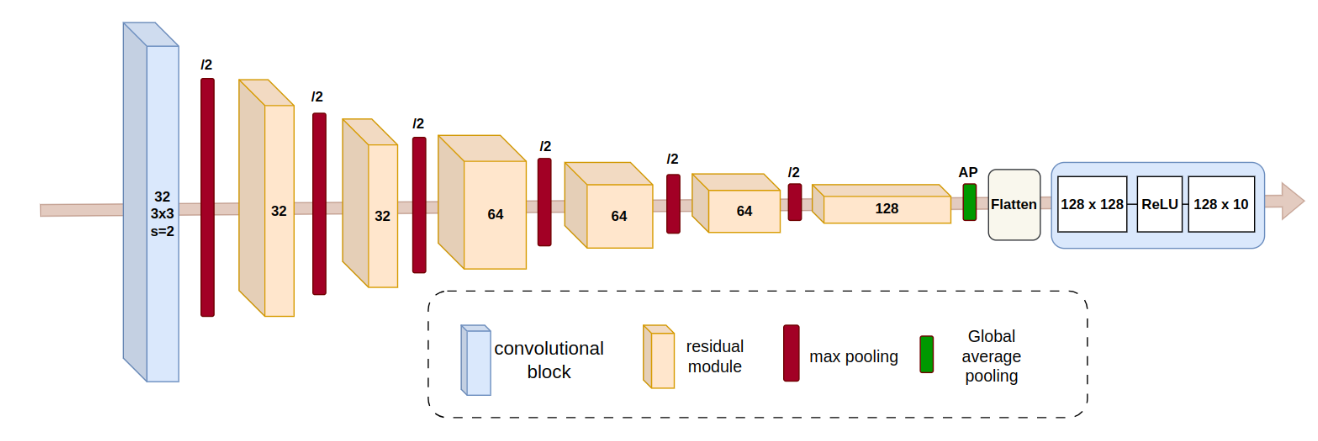 32
3x3
s=2
/2
32
/2
32
/2
64
/2
64
/2
64
/2
128
AP
Flatten
128 x 128
ReLU
128 x 10
convolutional
block
residual
module
max pooling
Global
average
pooling